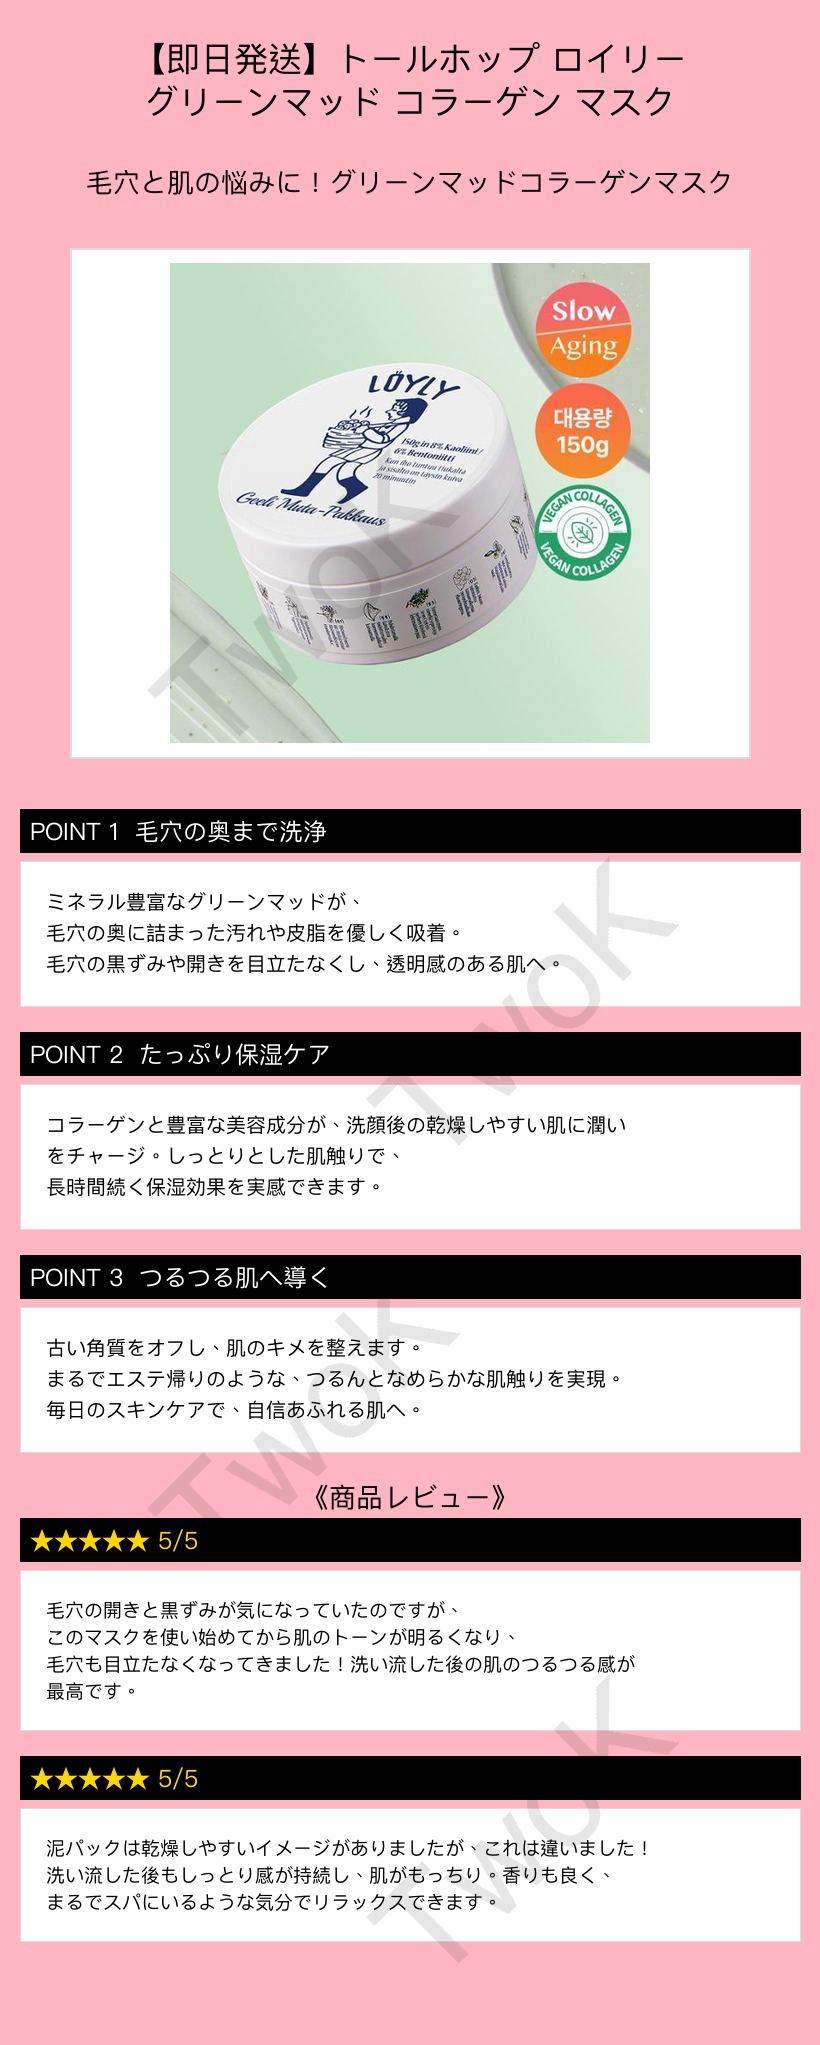 【即日発送】トールホップ ロイリー
グリーンマッド コラーゲン マスク
毛穴と肌の悩みに！グリーンマッドコラーゲンマスク
Slow
Aging
대용량
150g
VEGAN COLLAGEN
VEGAN COLLAGEN
LÖYLY
150g in 8% Kaoliini/
6% Bentoniitti
Kun iho tuntuu tiukalta
ja sisältö on täysin kuiva
20 minuutin
Geeli Muta-Pakkaus
TwoK
POINT 1 毛穴の奥まで洗浄
ミネラル豊富なグリーンマッドが、
毛穴の奥に詰まった汚れや皮脂を優しく吸着。
毛穴の黒ずみや開きを目立たなくし、透明感のある肌へ。
TwoK
POINT 2 たっぷり保湿ケア
コラーゲンと豊富な美容成分が、洗顔後の乾燥しやすい肌に潤い
をチャージ。しっとりとした肌触りで、
長時間続く保湿効果を実感できます。
POINT 3 つるつる肌へ導く
古い角質をオフし、肌のキメを整えます。
まるでエステ帰りのような、つるんとなめらかな肌触りを実現。
毎日のスキンケアで、自信あふれる肌へ。
TwoK
《商品レビュー》
★★★★★ 5/5
毛穴の開きと黒ずみが気になっていたのですが、
このマスクを使い始めてから肌のトーンが明るくなり、
毛穴も目立たなくなってきました！洗い流した後の肌のつるつる感が
最高です。
★★★★★ 5/5
泥パックは乾燥しやすいイメージがありましたが、これは違いました！
洗い流した後もしっとり感が持続し、肌がもっちり。香りも良く、
まるでスパにいるような気分でリラックスできます。
TwoK